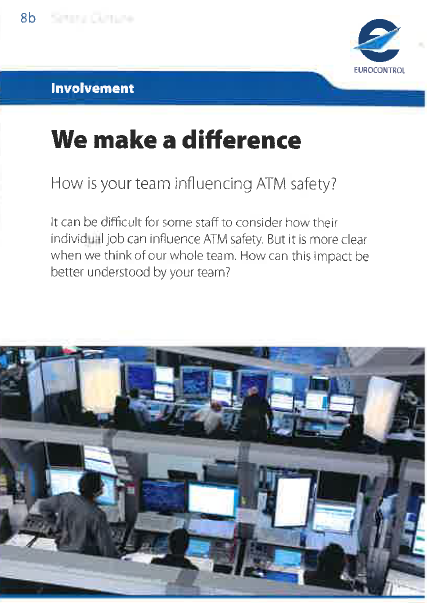 8b Safety Culture
EUROCONTROL
Involvement
We make a difference
How is your team influencing ATM safety?
It can be difficult for some staff to consider how their
individual job can influence ATM safety. But it is more clear
when we think of our whole team. How can this impact be
better understood by your team?